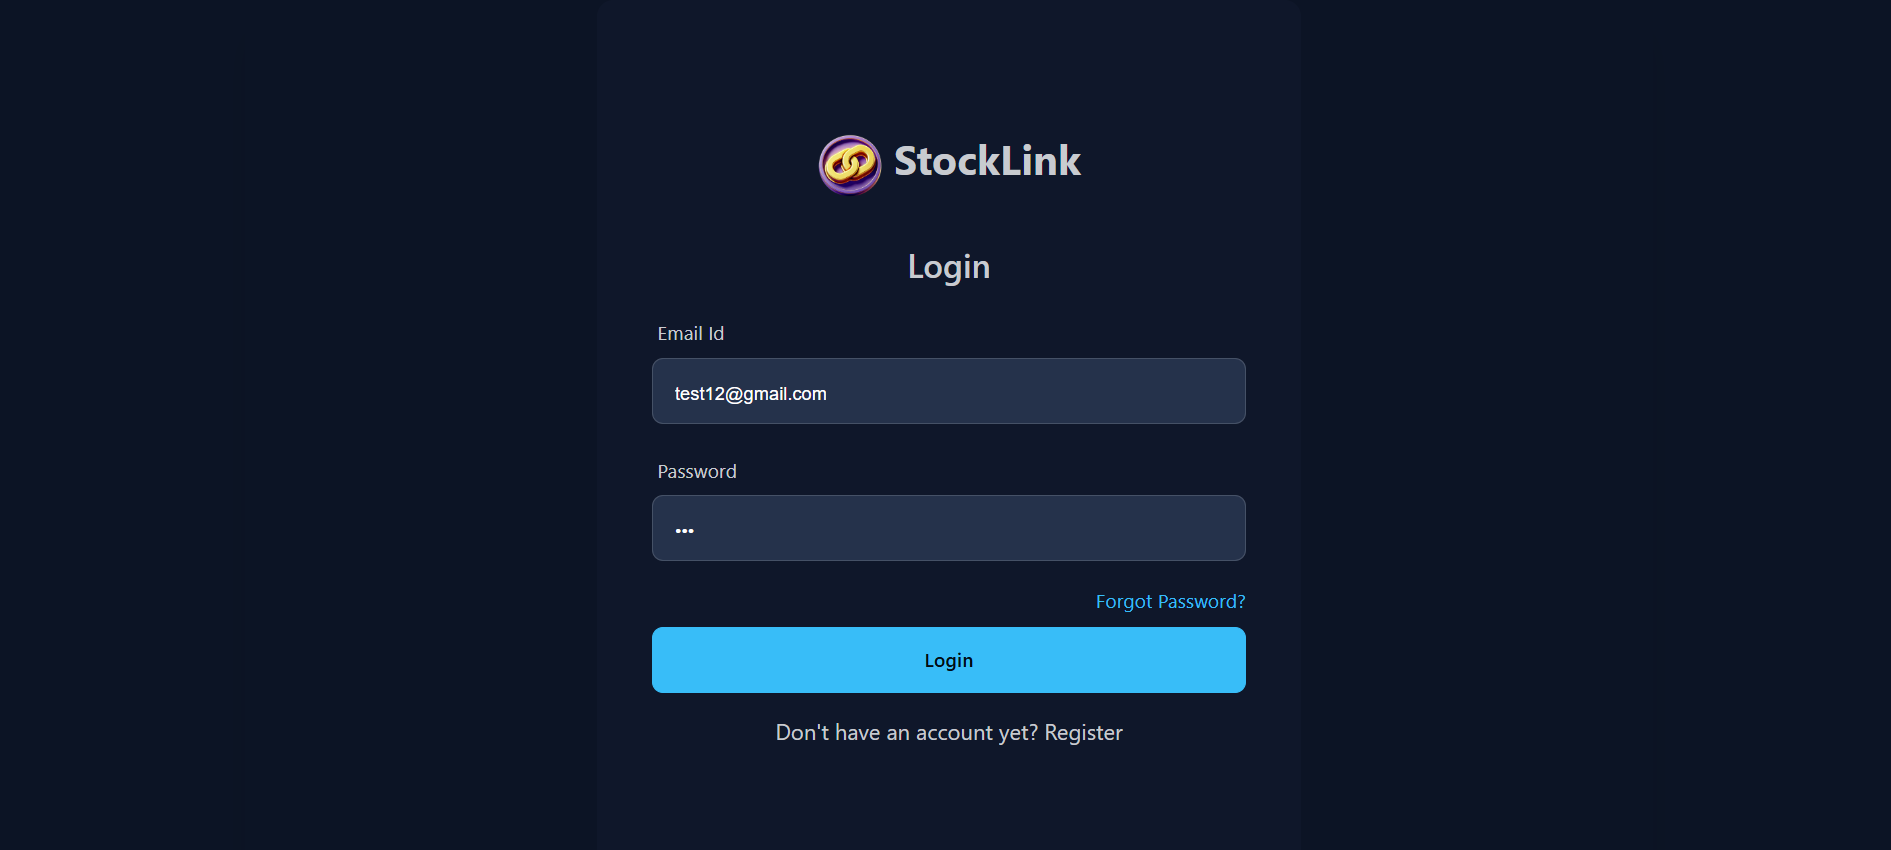 StockLink
Login
Email Id
test12@gmail.com
Password
•••
Forgot Password?
Login
Don't have an account yet? Register